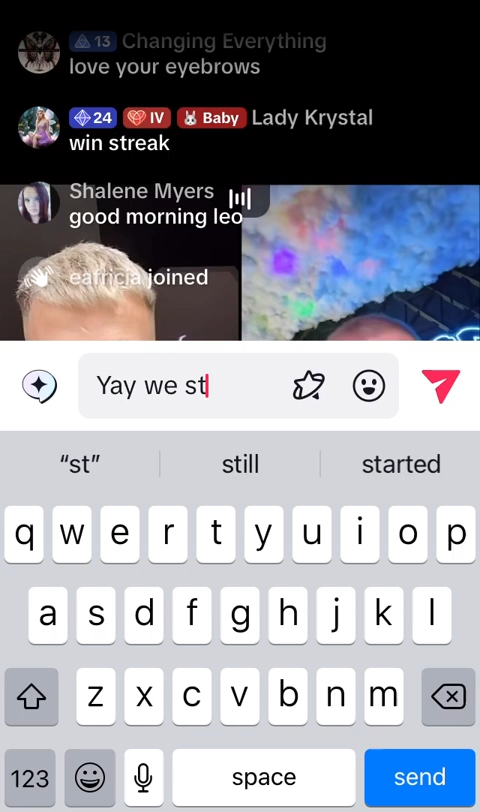 13 Changing Everything
love your eyebrows
24 IV Baby Lady Krystal
win streak
Shalene Myers
good morning leo
eafricia joined
Yay we st
“st” still started
q w e r t y u i o p
a s d f g h j k l
z x c v b n m
123 space send